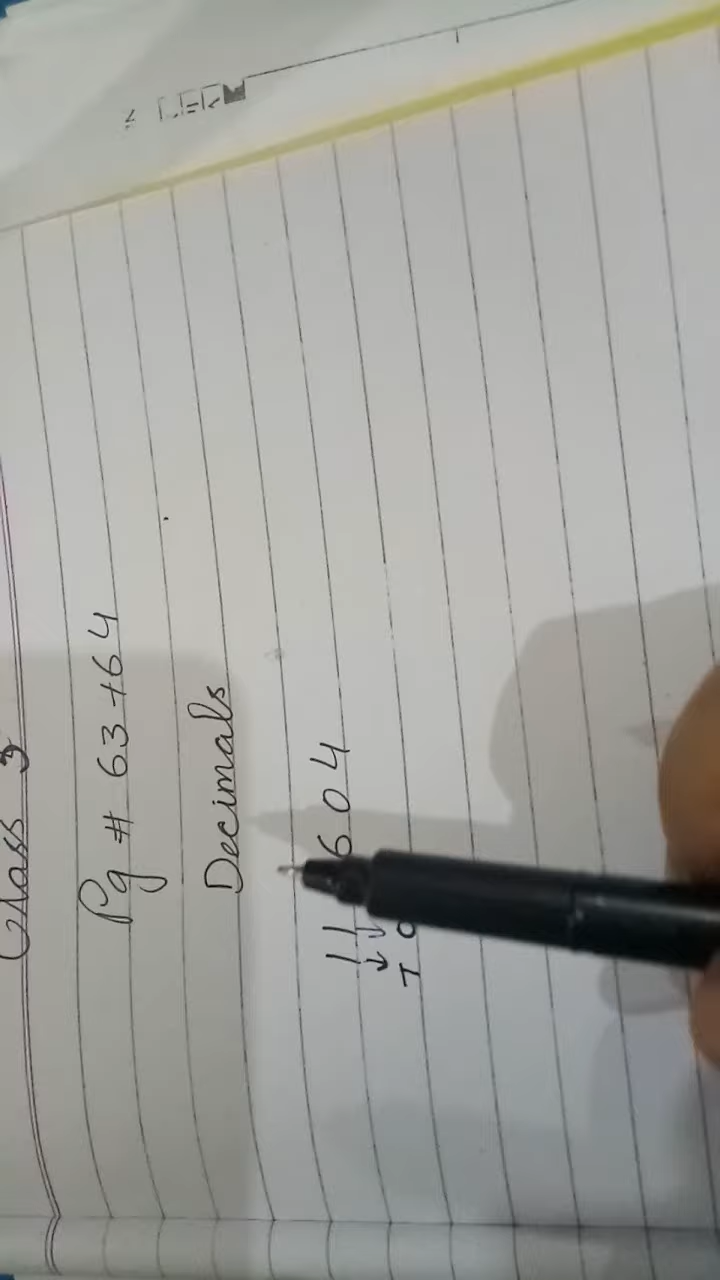 Class 3
Pg # 63+64
Decimals
11 604
↓ ↓
T O